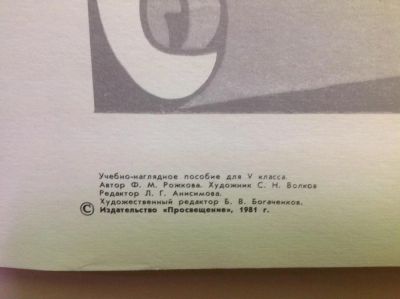 Учебно-наглядное пособие для V класса.
Автор Ф. М. Рожкова. Художник С. Н. Волков
Редактор Л. Г. Анисимова.
Художественный редактор Б. В. Богаченков.
© Издательство «Просвещение», 1981 г.